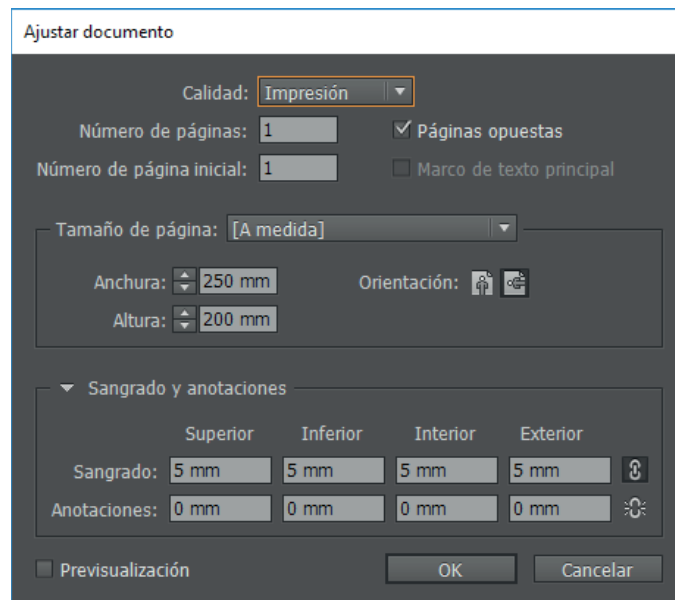 Ajustar documento
Calidad: Impresión
Número de páginas: 1 Páginas opuestas
Número de página inicial: 1 Marco de texto principal
Tamaño de página: [A medida]
Anchura: 250 mm Orientación:
Altura: 200 mm
Sangrado y anotaciones
Superior Inferior Interior Exterior
Sangrado: 5 mm 5 mm 5 mm 5 mm
Anotaciones: 0 mm 0 mm 0 mm 0 mm
Previsualización OK Cancelar